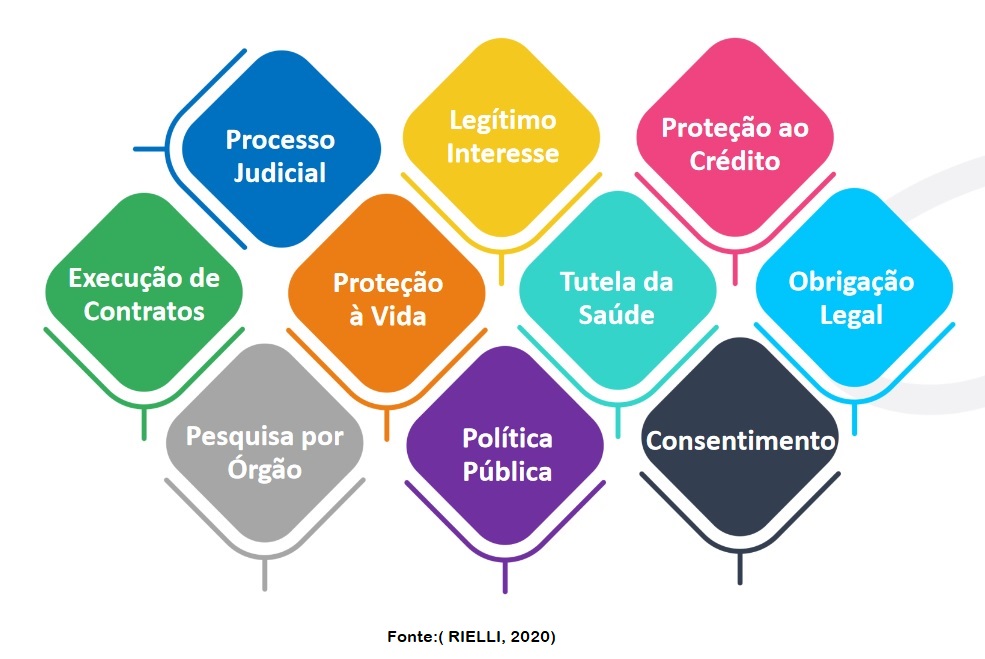 Processo
Judicial
Legítimo
Interesse
Proteção ao
Crédito
Execução de
Contratos
Proteção
à Vida
Tutela da
Saúde
Obrigação
Legal
Pesquisa por
Órgão
Política
Pública
Consentimento
Fonte:( RIELLI, 2020)